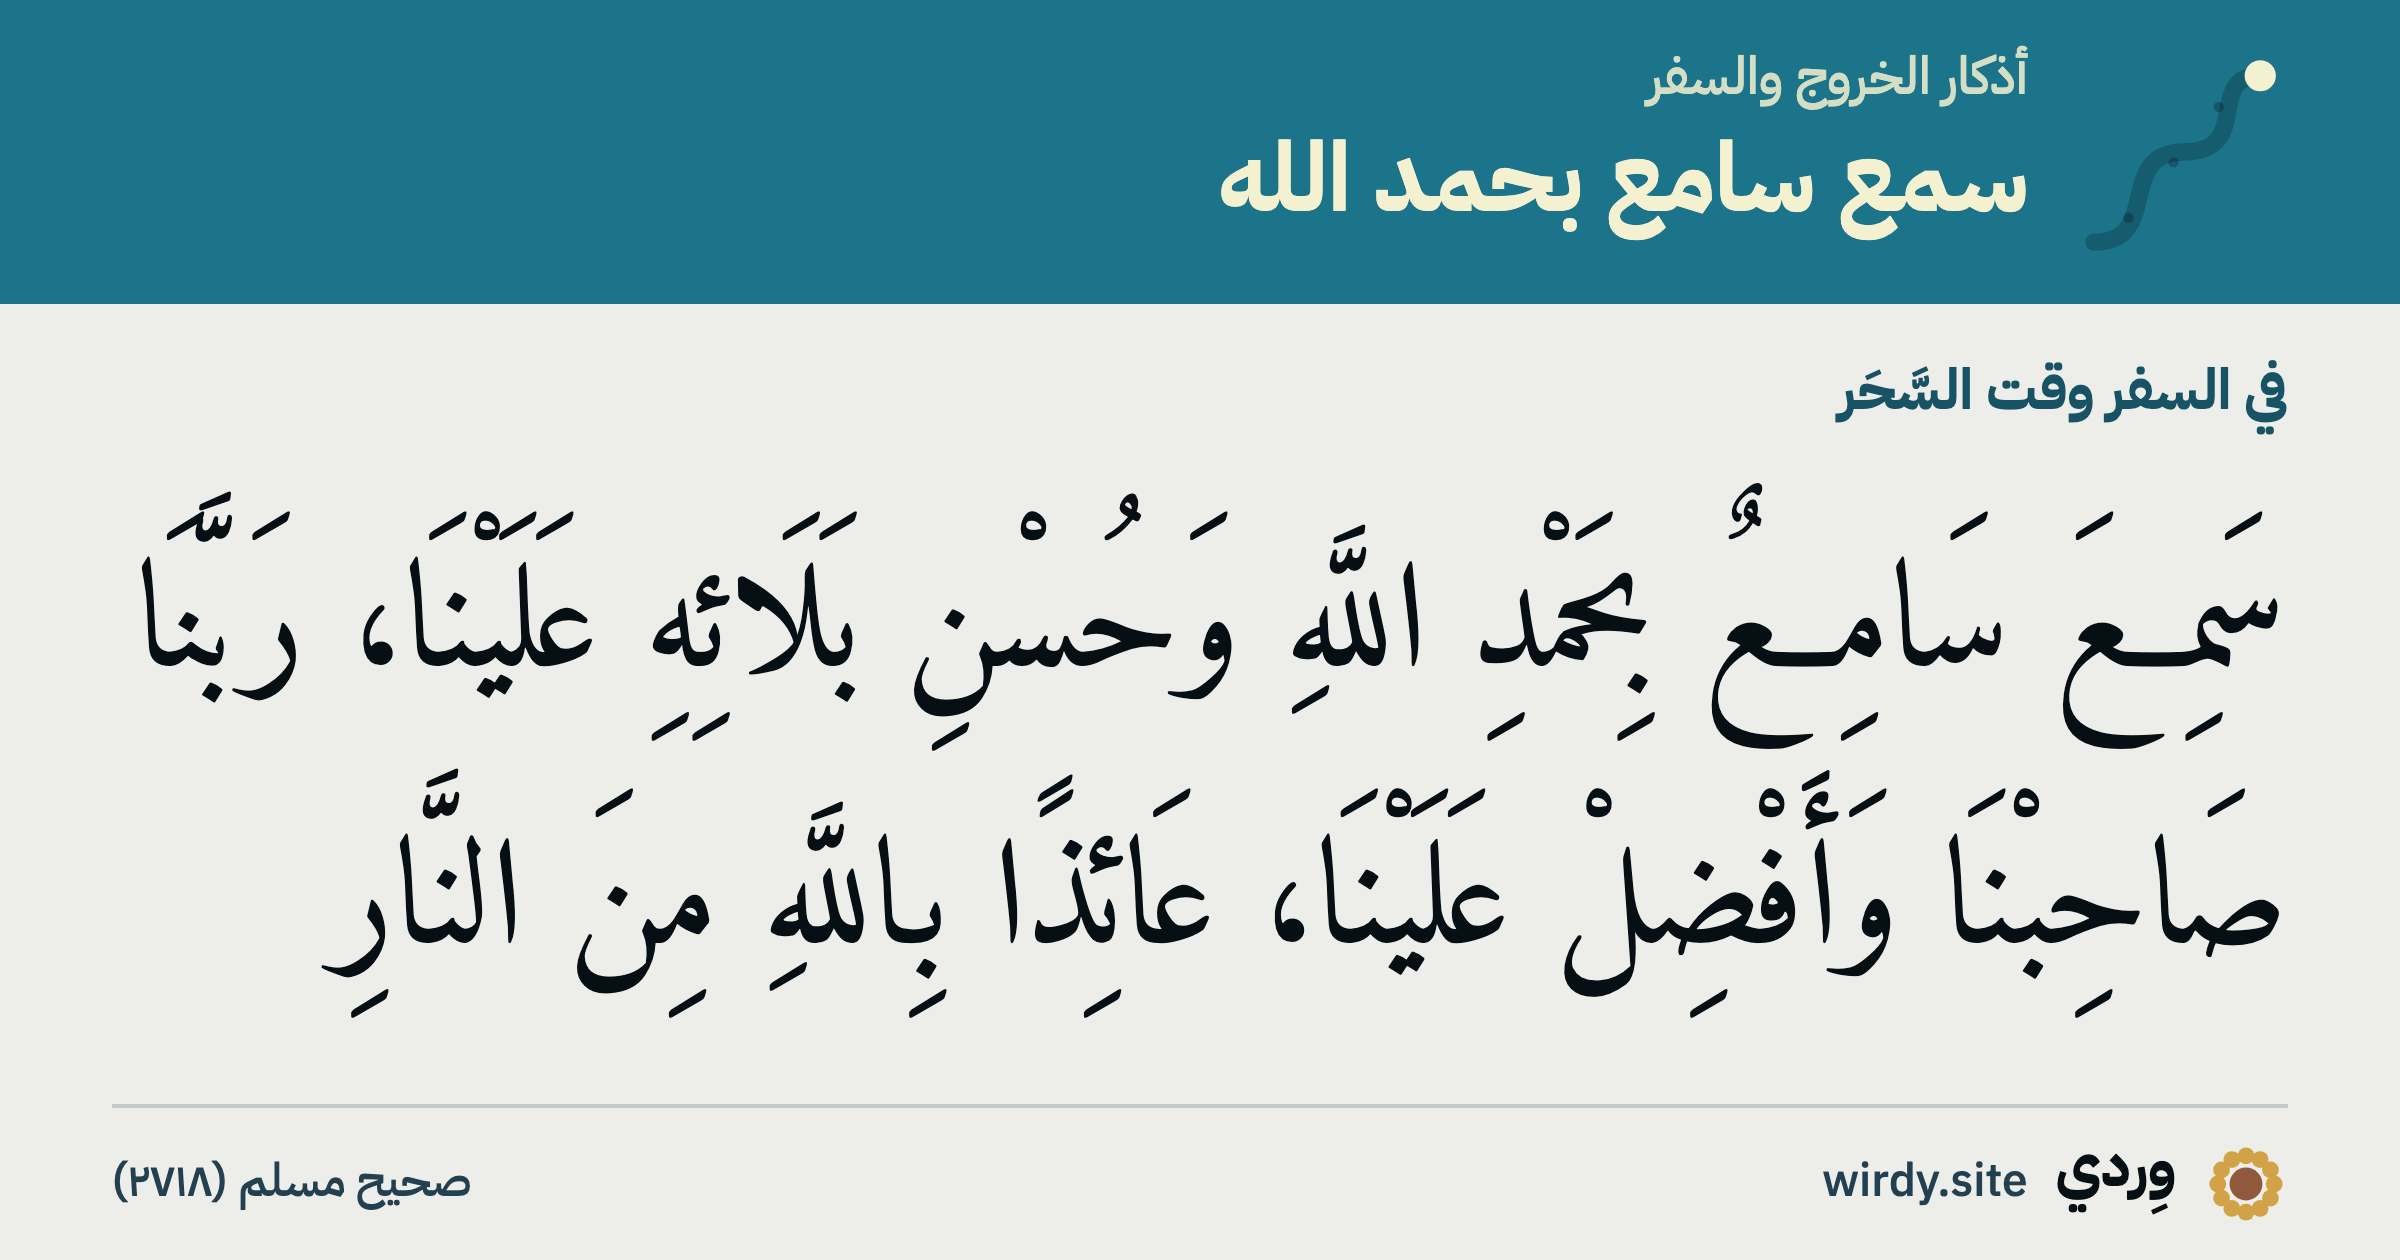 أذكار الخروج والسفر
سمع سامع بحمد الله
في السفر وقت السَّحَر
سَمِعَ سَامِعٌ بِحَمْدِ اللَّهِ وَحُسْنِ بَلَائِهِ عَلَيْنَا، رَبَّنَا
صَاحِبْنَا وَأَفْضِلْ عَلَيْنَا، عَائِذًا بِاللَّهِ مِنَ النَّارِ
وِردي wirdy.site
صحيح مسلم (٢٧١٨)